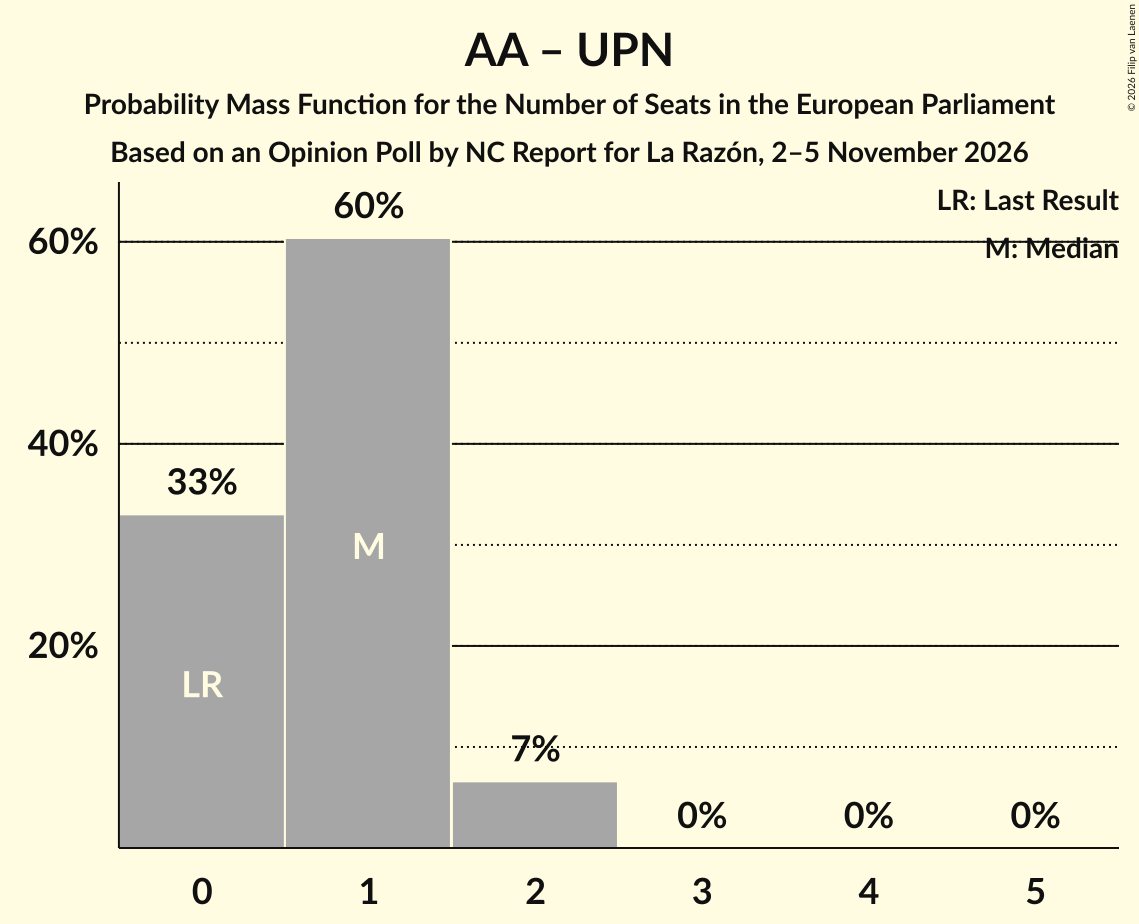 AA – UPN
Probability Mass Function for the Number of Seats in the European Parliament
Based on an Opinion Poll by NC Report for La Razón, 2–5 November 2026
© 2026 Filip van Laenen
LR: Last Result
M: Median
60%
40%
20%
33%
60%
7%
0%
0%
0%
LR
M
0
1
2
3
4
5